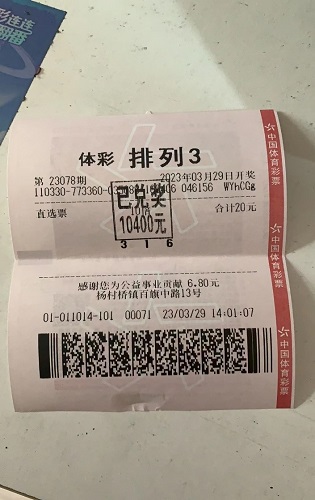 体彩 排列3
第 23078期 2023年03月29日开奖
046156 WYHCGg
直选票 10倍 合计20元
已兑奖
10400元
3 1 6
感谢您为公益事业贡献 6.80元
杨村桥镇百旗中路13号
01-011014-101 00071 23/03/29 14:01:07
中国体育彩票
中国体育彩票
中国体育彩票